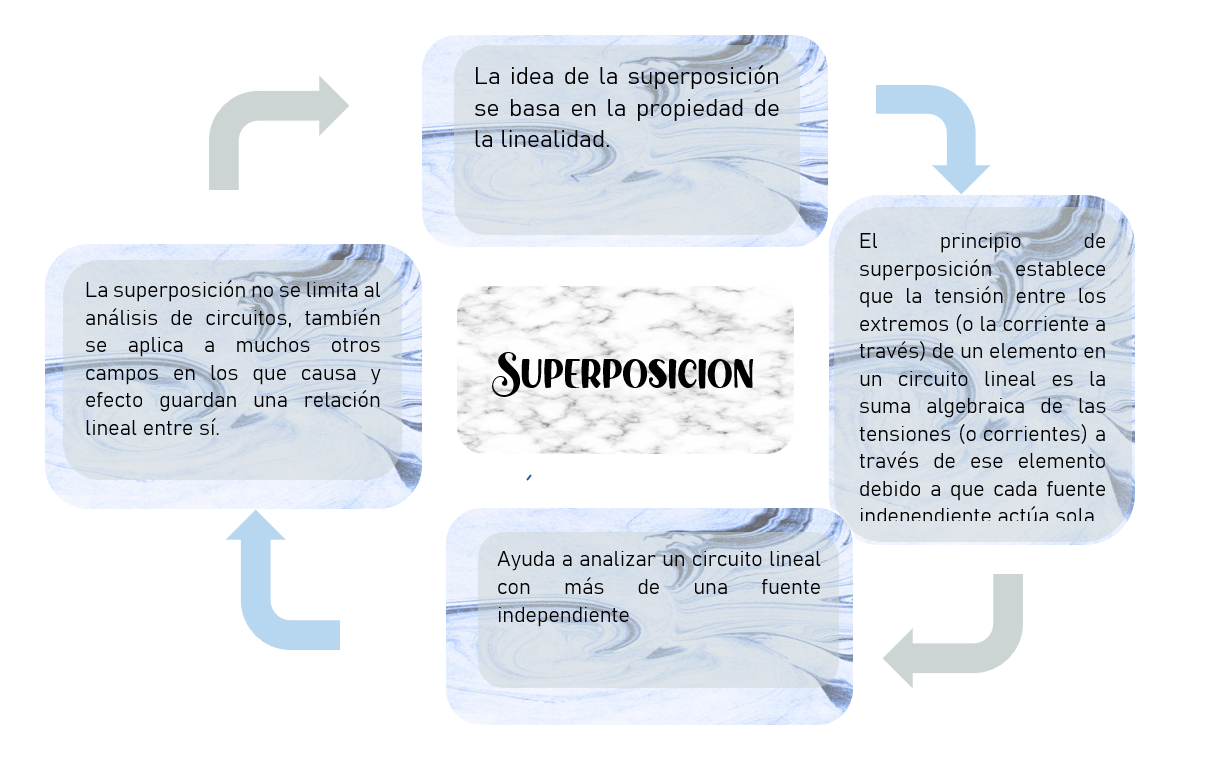 La idea de la superposición
se basa en la propiedad de
la linealidad.
El principio de
superposición establece
que la tensión entre los
extremos (o la corriente a
través) de un elemento en
un circuito lineal es la
suma algebraica de las
tensiones (o corrientes) a
través de ese elemento
debido a que cada fuente
independiente actúa sola
La superposición no se limita al
análisis de circuitos, también
se aplica a muchos otros
campos en los que causa y
efecto guardan una relación
lineal entre sí.
SUPERPOSICION
Ayuda a analizar un circuito lineal
con más de una fuente
independiente